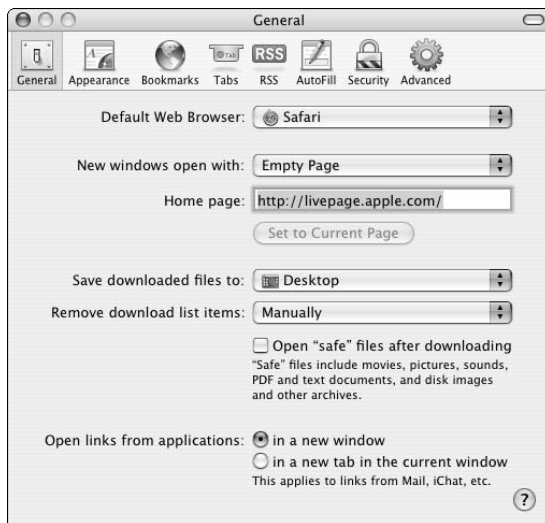 General
Tab
RSS
General Appearance Bookmarks Tabs RSS AutoFill Security Advanced
Default Web Browser: Safari
New windows open with: Empty Page
Home page: http://livepage.apple.com/
Set to Current Page
Save downloaded files to: Desktop
Remove download list items: Manually
Open “safe” files after downloading
“Safe” files include movies, pictures, sounds,
PDF and text documents, and disk images
and other archives.
Open links from applications: in a new window
in a new tab in the current window
This applies to links from Mail, iChat, etc.
?